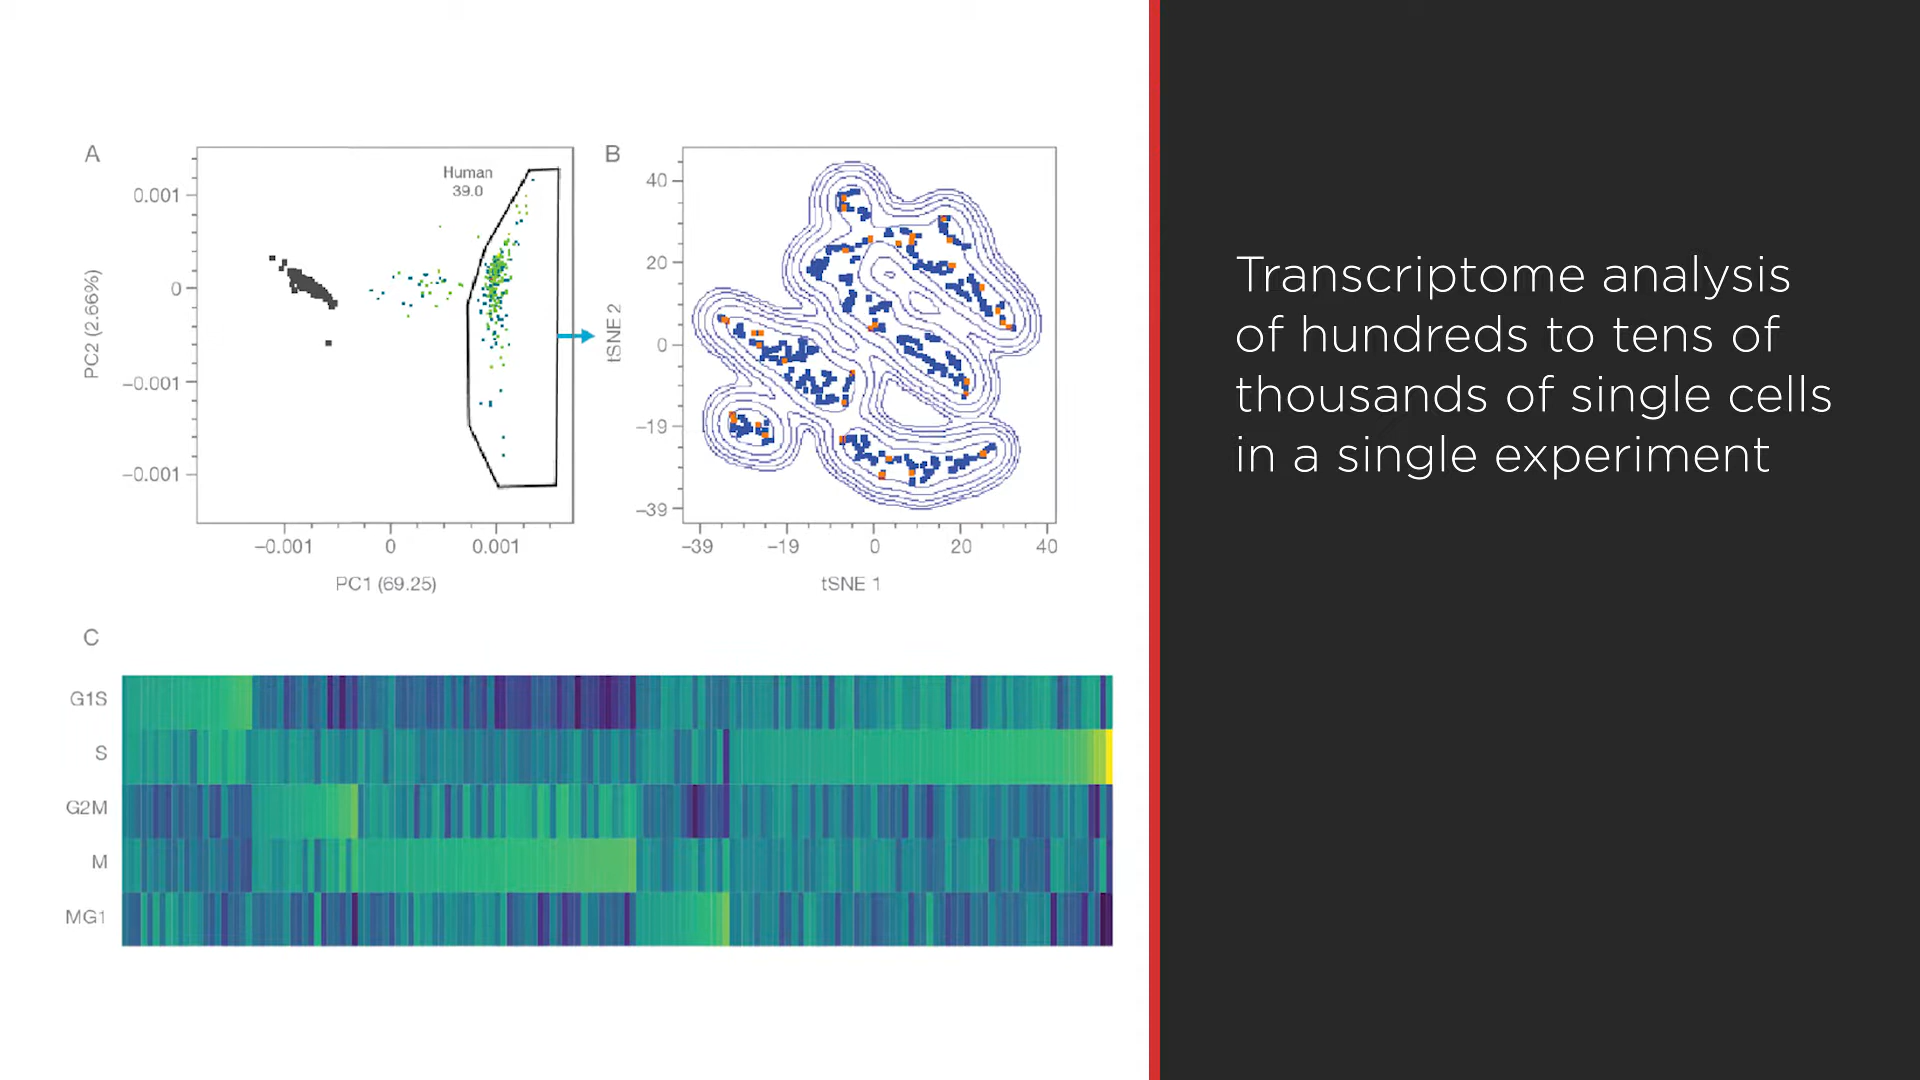 A
Human
39.0
0.001
0
−0.001
−0.001
PC2 (2.66%)
−0.001
0
0.001
PC1 (69.25)
B
40
20
0
−19
−39
tSNE 2
−39
−19
0
20
40
tSNE 1
C
G1S
S
G2M
M
MG1
Transcriptome analysis
of hundreds to tens of
thousands of single cells
in a single experiment